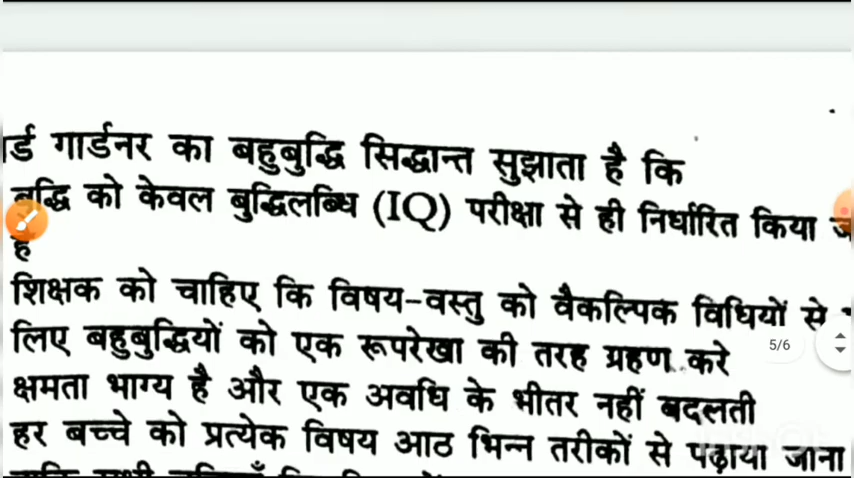 गार्डनर का बहुबुद्धि सिद्धान्त सुझाता है कि
बुद्धि को केवल बुद्धिलब्धि (IQ) परीक्षा से ही निर्धारित किया
है
शिक्षक को चाहिए कि विषय-वस्तु को वैकल्पिक विधियों से
लिए बहुबुद्धियों को एक रूपरेखा की तरह ग्रहण करे
5/6
क्षमता भाग्य है और एक अवधि के भीतर नहीं बदलती
हर बच्चे को प्रत्येक विषय आठ भिन्न तरीकों से पढ़ाया जाना